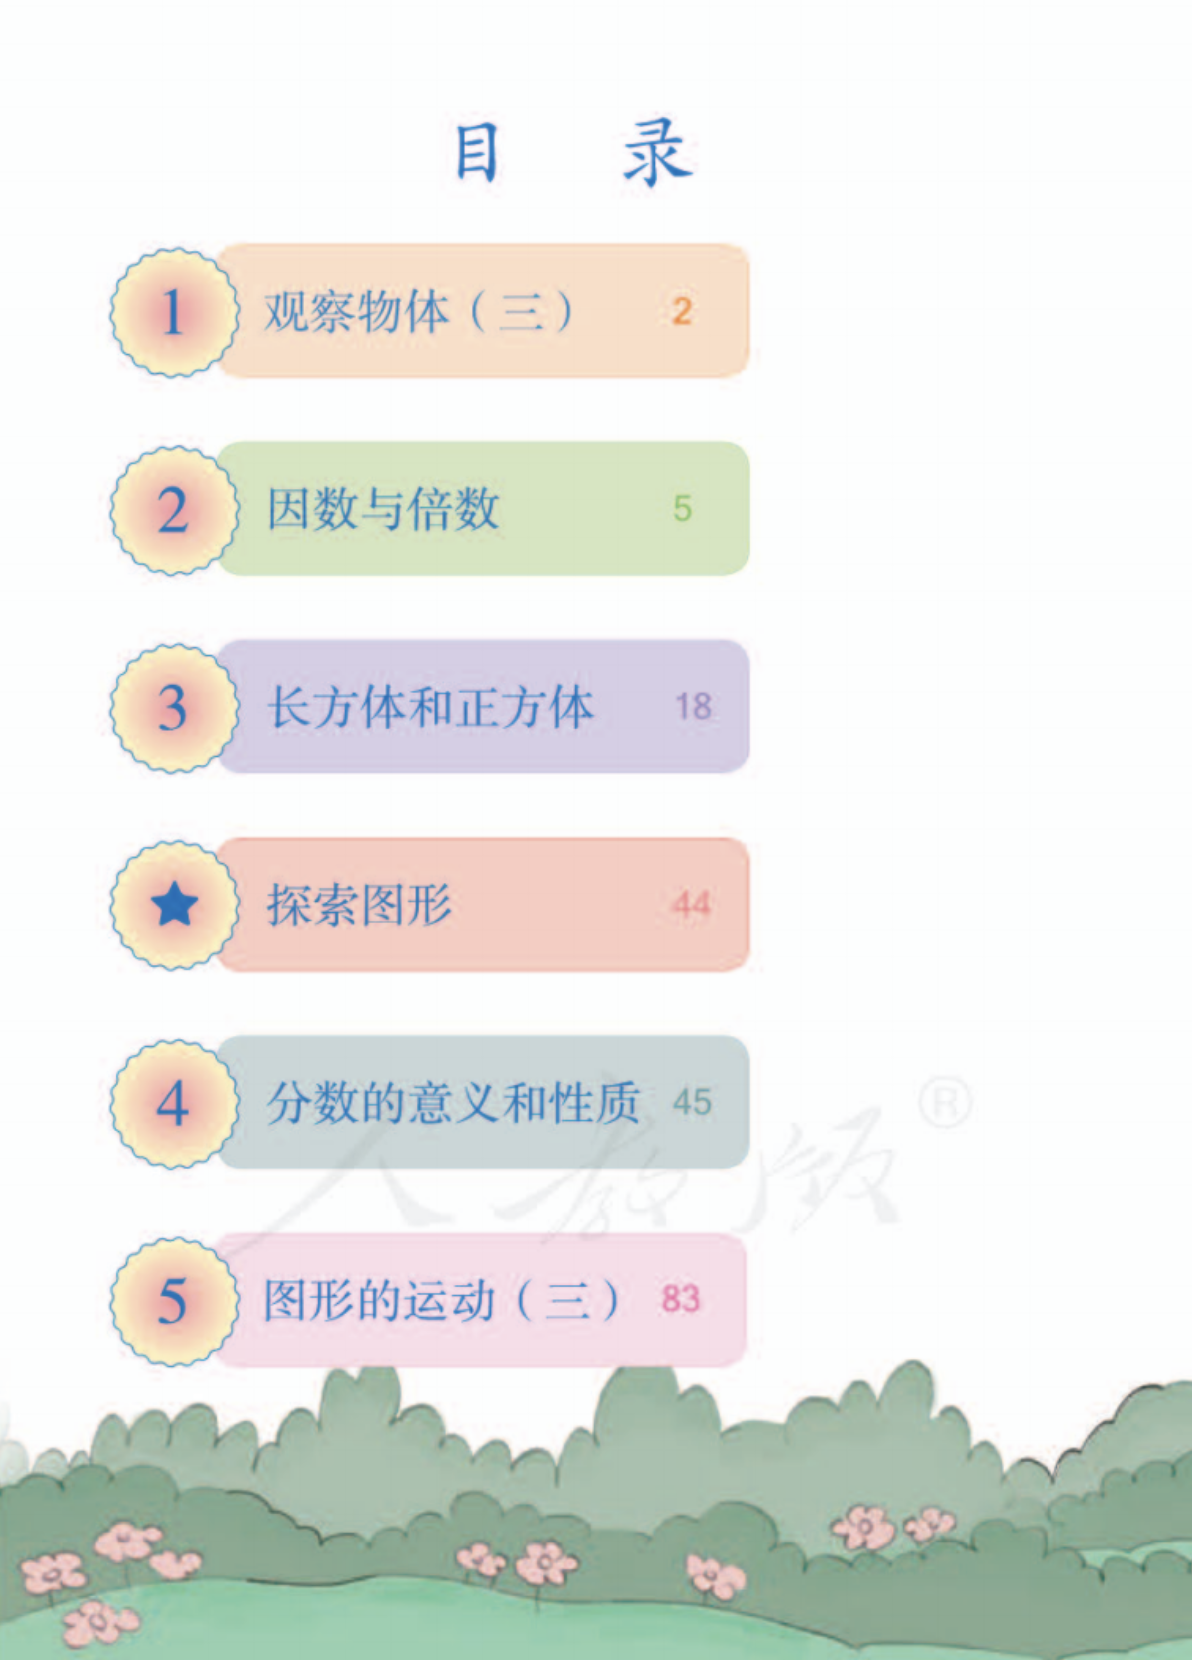 目 录
1 观察物体（三） 2
2 因数与倍数 5
3 长方体和正方体 18
★ 探索图形 44
4 分数的意义和性质 45
人教版®
5 图形的运动（三） 83